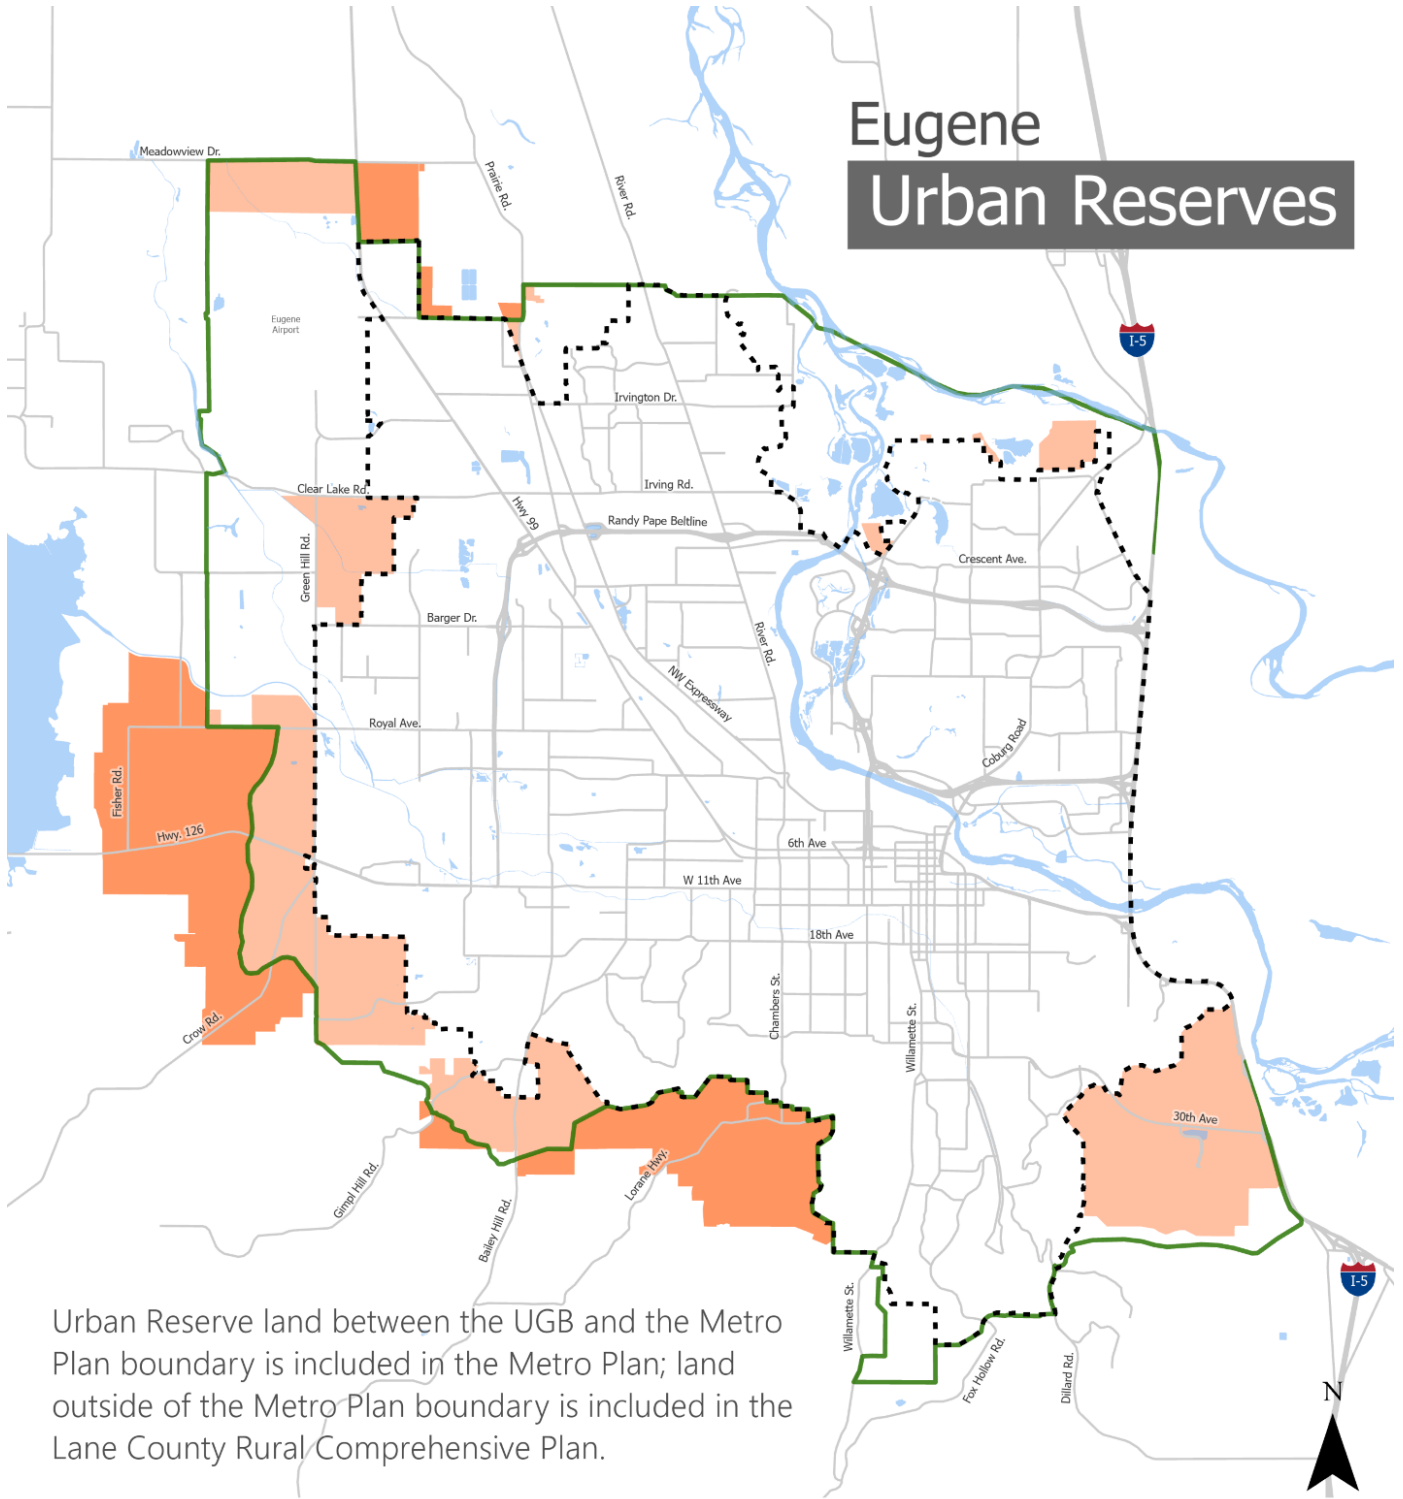 Eugene
Urban Reserves
Meadowview Dr.
Prairie Rd.
River Rd.
Eugene
Airport
I-5
Irvington Dr.
Clear Lake Rd.
Irving Rd.
Hwy 99
Randy Pape Beltline
Green Hill Rd.
Crescent Ave.
Barger Dr.
River Rd.
NW Expressway
Royal Ave.
Coburg Road
Fisher Rd.
Hwy. 126
6th Ave
W 11th Ave
18th Ave
Chambers St.
Willamette St.
Crow Rd.
30th Ave
Gimpl Hill Rd.
Lorane Hwy.
Bailey Hill Rd.
I-5
Willamette St.
Fox Hollow Rd.
Dillard Rd.
Urban Reserve land between the UGB and the Metro
Plan boundary is included in the Metro Plan; land
outside of the Metro Plan boundary is included in the
Lane County Rural Comprehensive Plan.
N